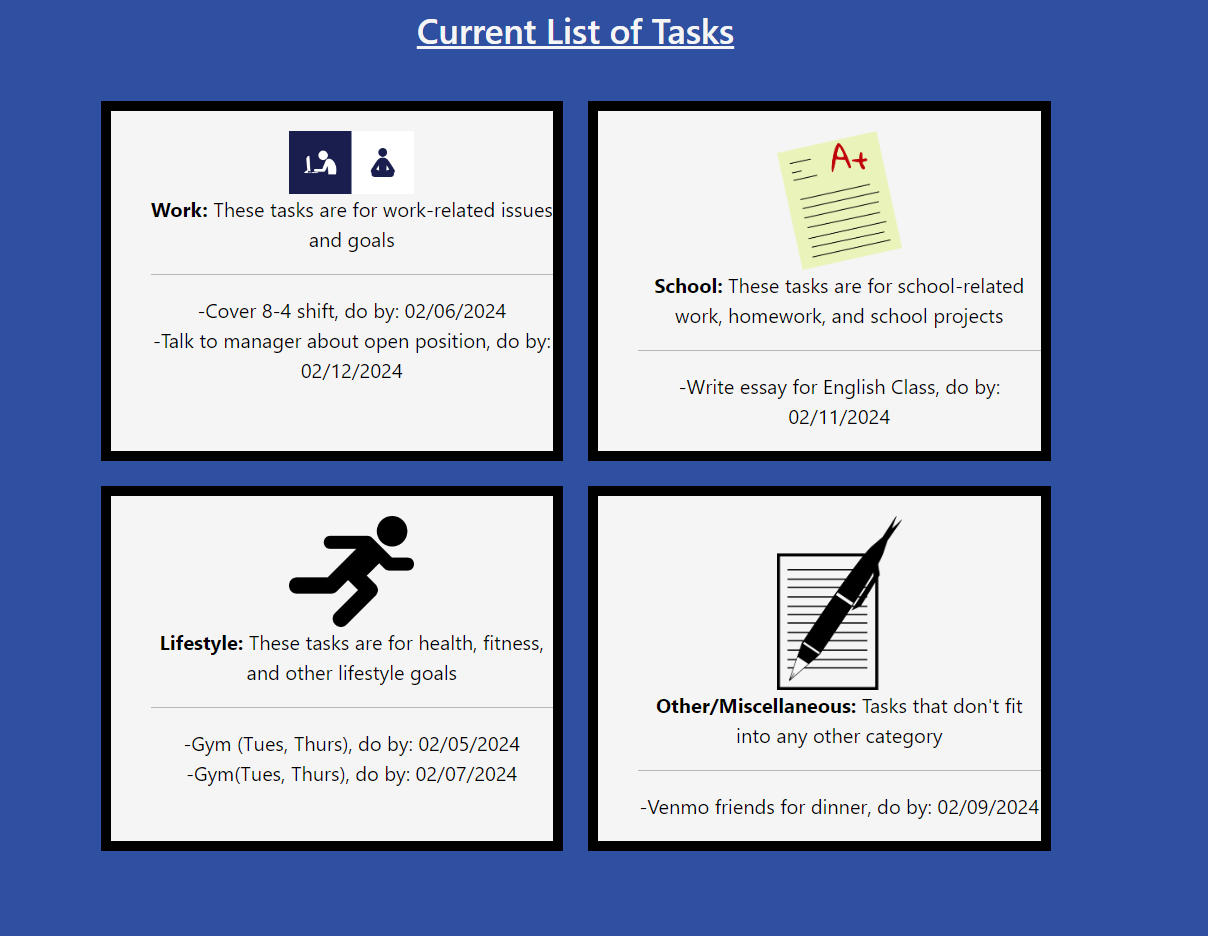 Current List of Tasks
Work: These tasks are for work-related issues
and goals
-Cover 8-4 shift, do by: 02/06/2024
-Talk to manager about open position, do by:
02/12/2024
A+
School: These tasks are for school-related
work, homework, and school projects
-Write essay for English Class, do by:
02/11/2024
Lifestyle: These tasks are for health, fitness,
and other lifestyle goals
-Gym (Tues, Thurs), do by: 02/05/2024
-Gym(Tues, Thurs), do by: 02/07/2024
Other/Miscellaneous: Tasks that don't fit
into any other category
-Venmo friends for dinner, do by: 02/09/2024